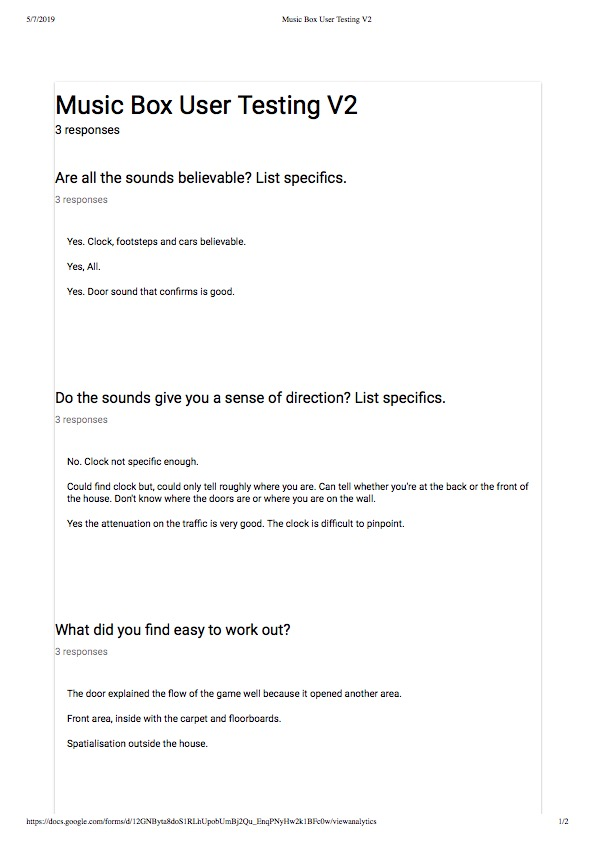 5/7/2019
Music Box User Testing V2
Music Box User Testing V2
3 responses
Are all the sounds believable? List specifics.
3 responses
Yes. Clock, footsteps and cars believable.
Yes, All.
Yes. Door sound that confirms is good.
Do the sounds give you a sense of direction? List specifics.
3 responses
No. Clock not specific enough.
Could find clock but, could only tell roughly where you are. Can tell whether you're at the back or the front of
the house. Don't know where the doors are or where you are on the wall.
Yes the attenuation on the traffic is very good. The clock is difficult to pinpoint.
What did you find easy to work out?
3 responses
The door explained the flow of the game well because it opened another area.
Front area, inside with the carpet and floorboards.
Spatialisation outside the house.
https://docs.google.com/forms/d/12GNByta8doS1RLhUpobUmBj2Qu_EnqPNyHw2k1BFc0w/viewanalytics
1/2